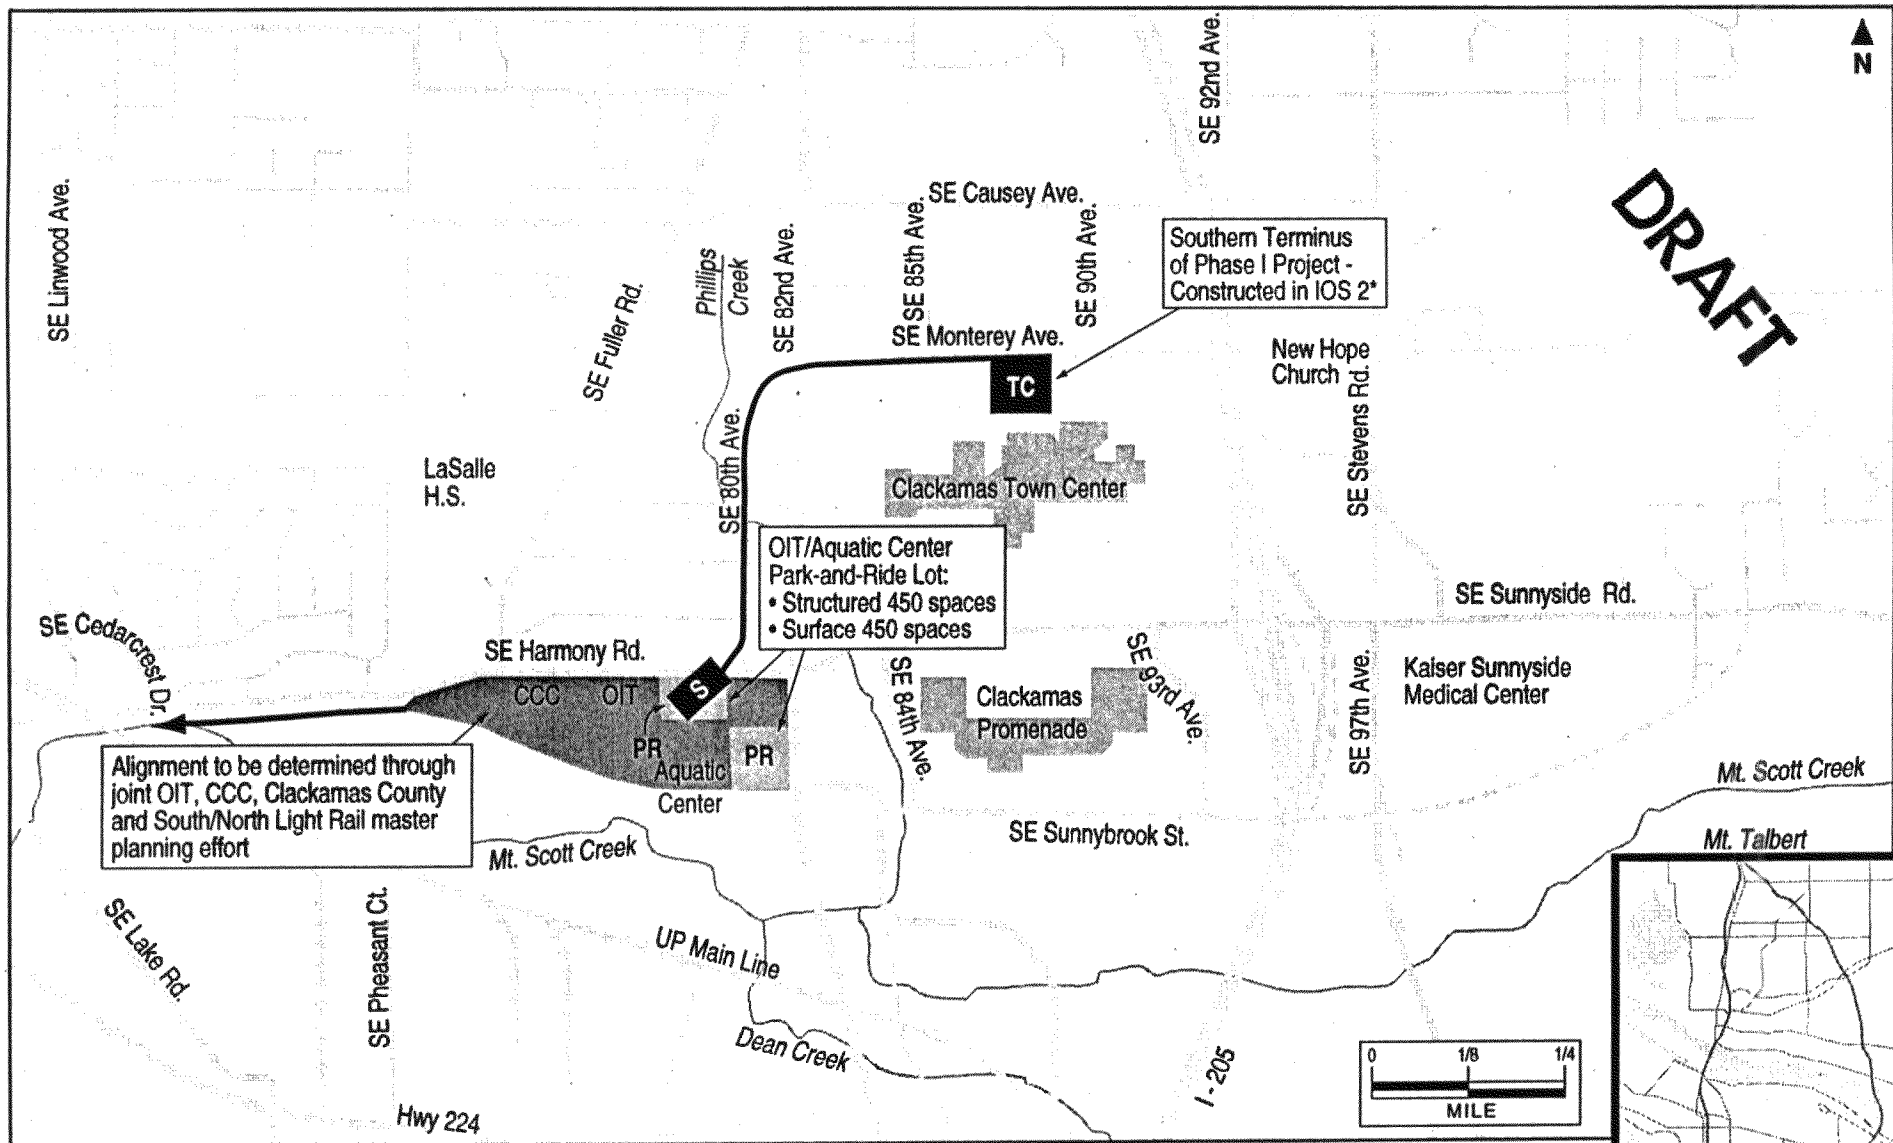 N
SE 92nd Ave.
DRAFT
SE Linwood Ave.
SE Causey Ave.
SE 85th Ave.
SE 90th Ave.
Southern Terminus
of Phase I Project -
Constructed in IOS 2*
Phillips
Creek
SE 82nd Ave.
SE Fuller Rd.
SE Monterey Ave.
TC
New Hope
Church
SE Stevens Rd.
SE 80th Ave.
LaSalle
H.S.
Clackamas Town Center
OIT/Aquatic Center
Park-and-Ride Lot:
• Structured 450 spaces
• Surface 450 spaces
SE Sunnyside Rd.
SE Cedarcrest Dr.
SE Harmony Rd.
CCC
OIT
S
PR
PR
Aquatic
Center
SE 84th Ave.
Clackamas
Promenade
SE 93rd Ave.
SE 97th Ave.
Kaiser Sunnyside
Medical Center
Alignment to be determined through
joint OIT, CCC, Clackamas County
and South/North Light Rail master
planning effort
Mt. Scott Creek
Mt. Scott Creek
SE Sunnybrook St.
Mt. Talbert
SE Lake Rd.
SE Pheasant Ct.
UP Main Line
Dean Creek
I - 205
Hwy 224
0 1/8 1/4
MILE